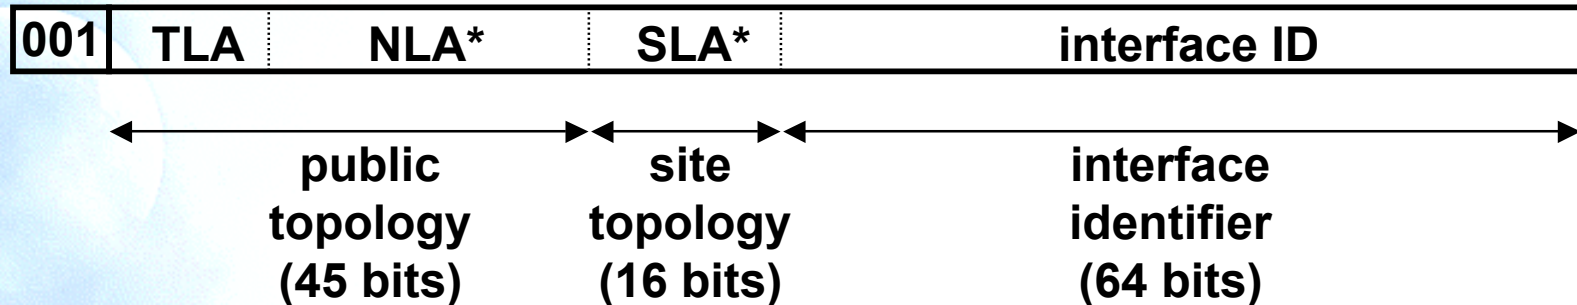 001 TLA NLA* SLA* interface ID
public site interface
topology topology identifier
(45 bits) (16 bits) (64 bits)